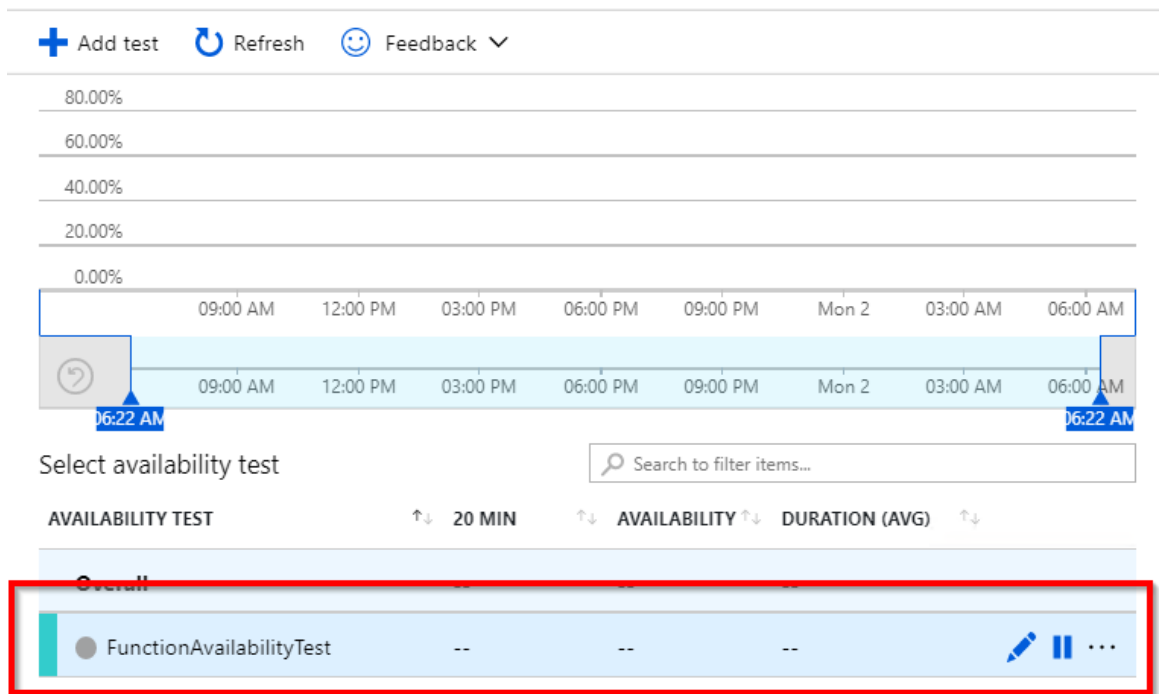 Add test Refresh Feedback
80.00%
60.00%
40.00%
20.00%
0.00%
09:00 AM 12:00 PM 03:00 PM 06:00 PM 09:00 PM Mon 2 03:00 AM 06:00 AM
09:00 AM 12:00 PM 03:00 PM 06:00 PM 09:00 PM Mon 2 03:00 AM 06:00 AM
06:22 AM 06:22 AM
Select availability test Search to filter items...
AVAILABILITY TEST 20 MIN AVAILABILITY DURATION (AVG)
Overall -- -- --
FunctionAvailabilityTest -- -- --